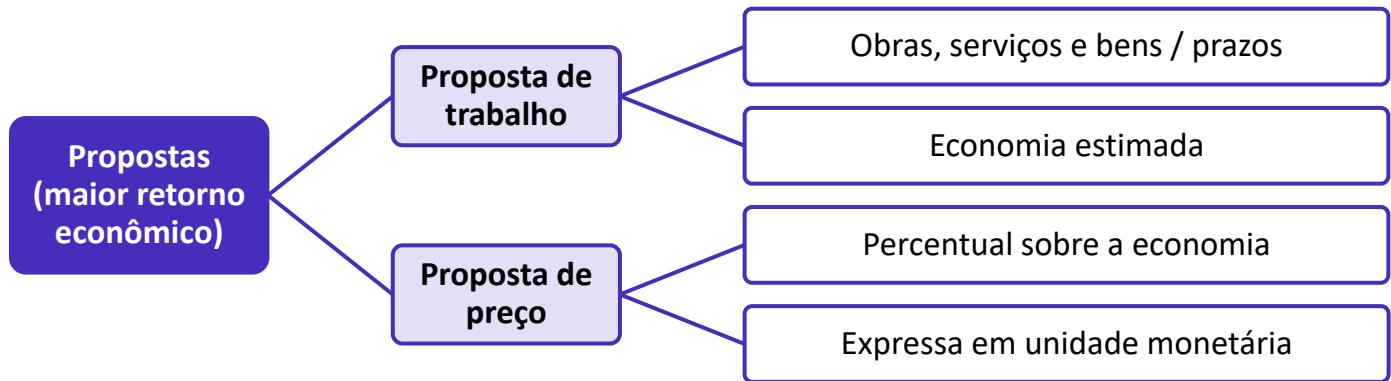 Propostas
(maior retorno
econômico)
Proposta de
trabalho
Obras, serviços e bens / prazos
Economia estimada
Proposta de
preço
Percentual sobre a economia
Expressa em unidade monetária